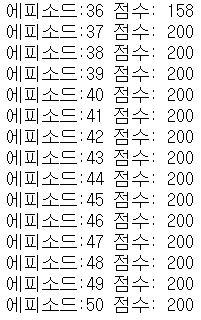 에피소드:36 점수: 158
에피소드:37 점수: 200
에피소드:38 점수: 200
에피소드:39 점수: 200
에피소드:40 점수: 200
에피소드:41 점수: 200
에피소드:42 점수: 200
에피소드:43 점수: 200
에피소드:44 점수: 200
에피소드:45 점수: 200
에피소드:46 점수: 200
에피소드:47 점수: 200
에피소드:48 점수: 200
에피소드:49 점수: 200
에피소드:50 점수: 200